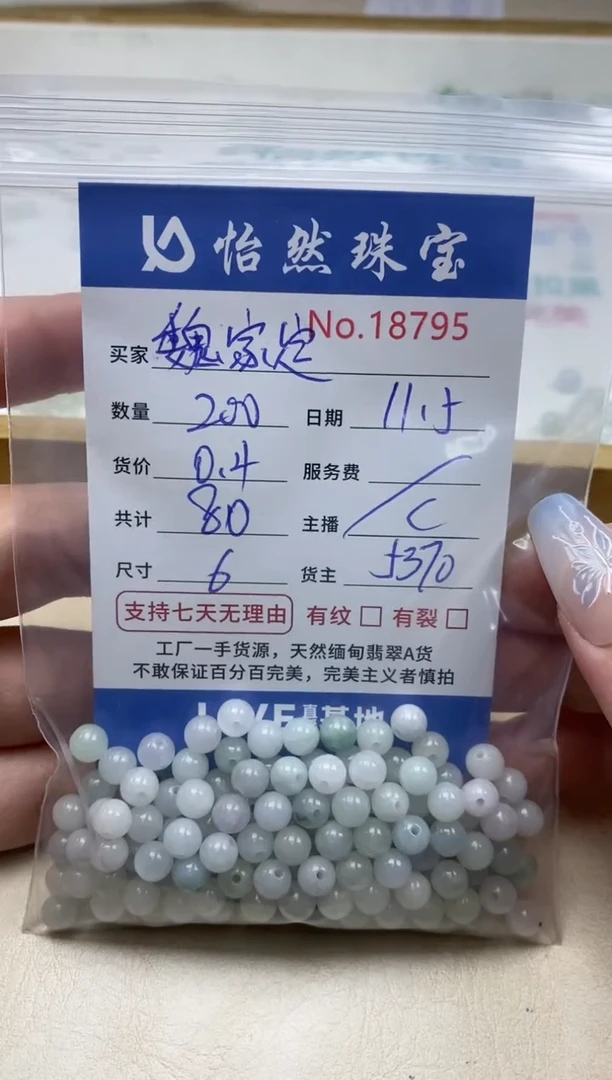 怡然珠宝
No.18795
买家 魏家定
数量 200 日期 11.5
货价 0.4 服务费 /
共计 80 主播 C
尺寸 6 货主 5370
支持七天无理由 有纹 □ 有裂 □
工厂一手货源，天然缅甸翡翠A货
不敢保证百分百完美，完美主义者慎拍